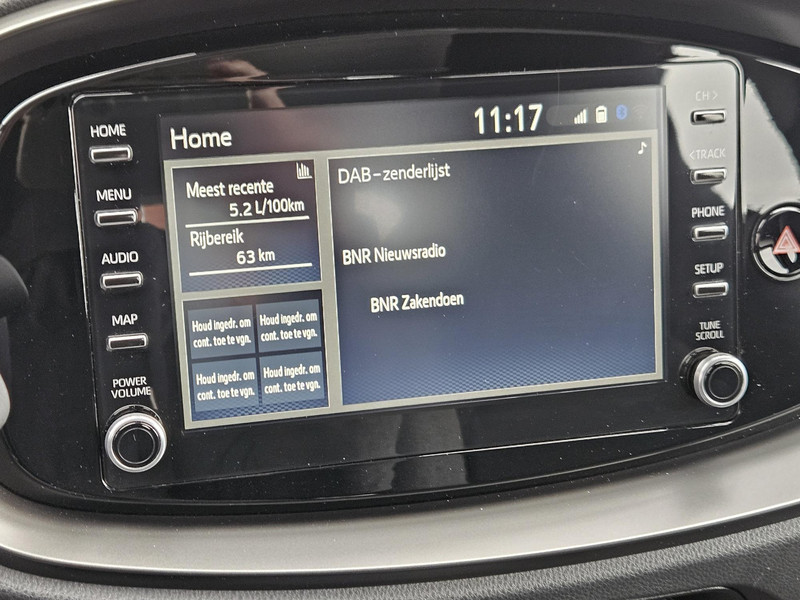 HOME
MENU
AUDIO
MAP
POWER
VOLUME
Home
11:17
Meest recente
5.2 L/100km
Rijbereik
63 km
Houd ingedr. om
cont. toe te vgn.
Houd ingedr. om
cont. toe te vgn.
Houd ingedr. om
cont. toe te vgn.
Houd ingedr. om
cont. toe te vgn.
DAB-zenderlijst
BNR Nieuwsradio
BNR Zakendoen
CH >
< TRACK
PHONE
SETUP
TUNE
SCROLL